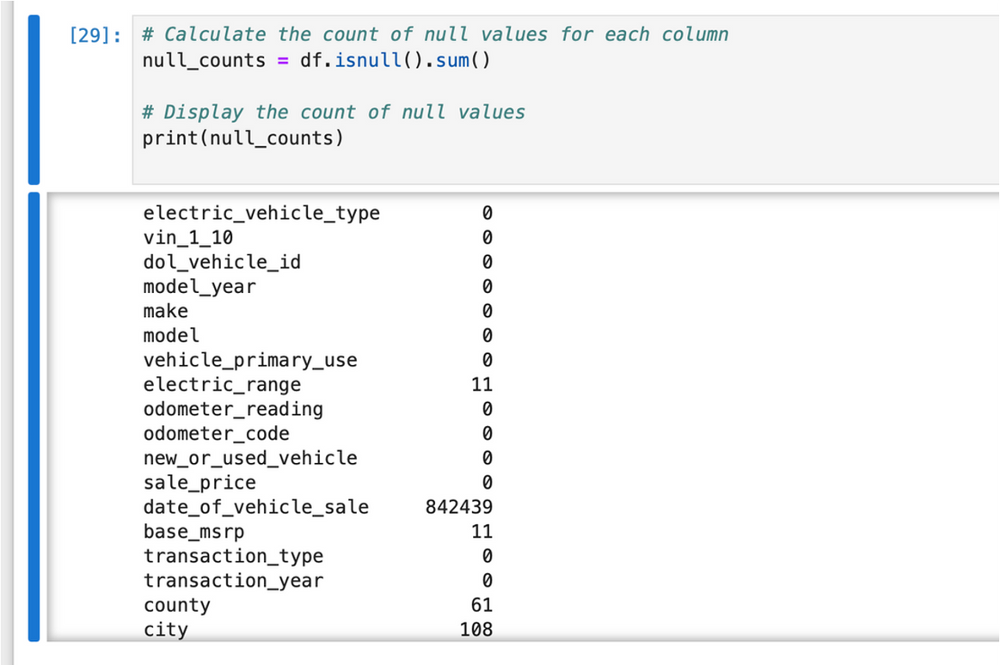 [29]: # Calculate the count of null values for each column
null_counts = df.isnull().sum()
# Display the count of null values
print(null_counts)
electric_vehicle_type 0
vin_1_10 0
dol_vehicle_id 0
model_year 0
make 0
model 0
vehicle_primary_use 0
electric_range 11
odometer_reading 0
odometer_code 0
new_or_used_vehicle 0
sale_price 0
date_of_vehicle_sale 842439
base_msrp 11
transaction_type 0
transaction_year 0
county 61
city 108